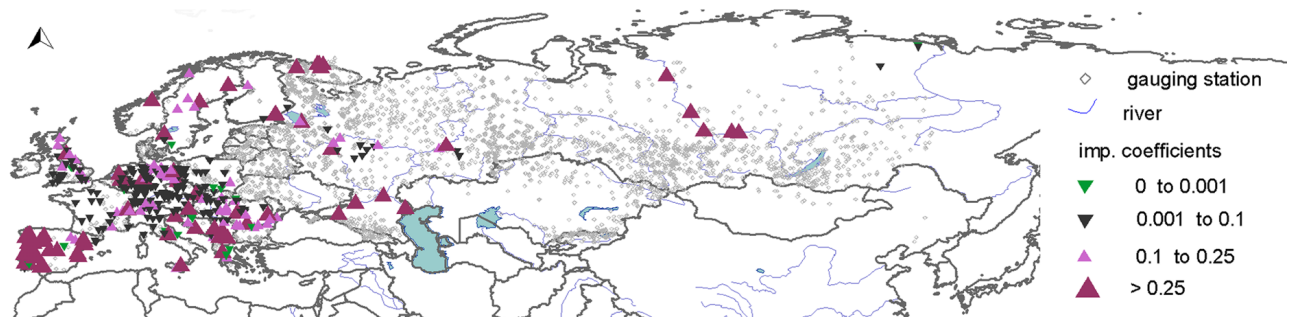 gauging station
river
imp. coefficients
0 to 0.001
0.001 to 0.1
0.1 to 0.25
> 0.25